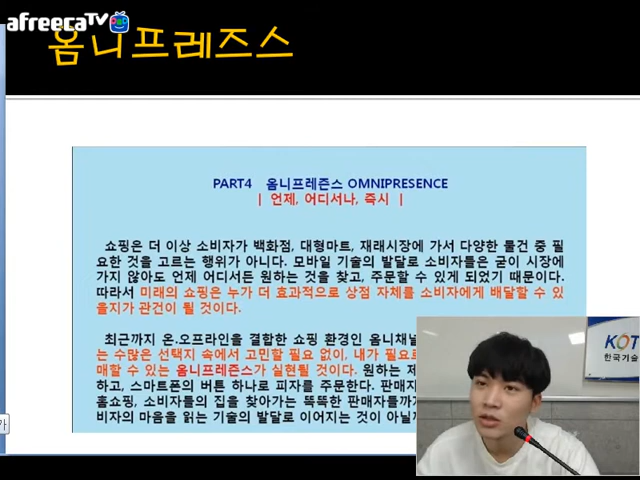 afreecaTV
옴니프레즈스
PART4 옴니프레즌스 OMNIPRESENCE
| 언제, 어디서나, 즉시 |
쇼핑은 더 이상 소비자가 백화점, 대형마트, 재래시장에 가서 다양한 물건 중 필
요한 것을 고르는 행위가 아니다. 모바일 기술의 발달로 소비자들은 굳이 시장에
가지 않아도 언제 어디서든 원하는 것을 찾고, 주문할 수 있게 되었기 때문이다.
따라서 미래의 쇼핑은 누가 더 효과적으로 상점 자체를 소비자에게 배달할 수 있
을지가 관건이 될 것이다.
최근까지 온.오프라인을 결합한 쇼핑 환경인 옴니채널
는 수많은 선택지 속에서 고민할 필요 없이, 내가 필요로
매할 수 있는 옴니프레즌스가 실현될 것이다. 원하는 제
하고, 스마트폰의 버튼 하나로 피자를 주문한다. 판매자
홈쇼핑, 소비자들의 집을 찾아가는 똑똑한 판매자들까
비자의 마음을 읽는 기술의 발달로 이어지는 것이 아닐
KOT
한국기술
가